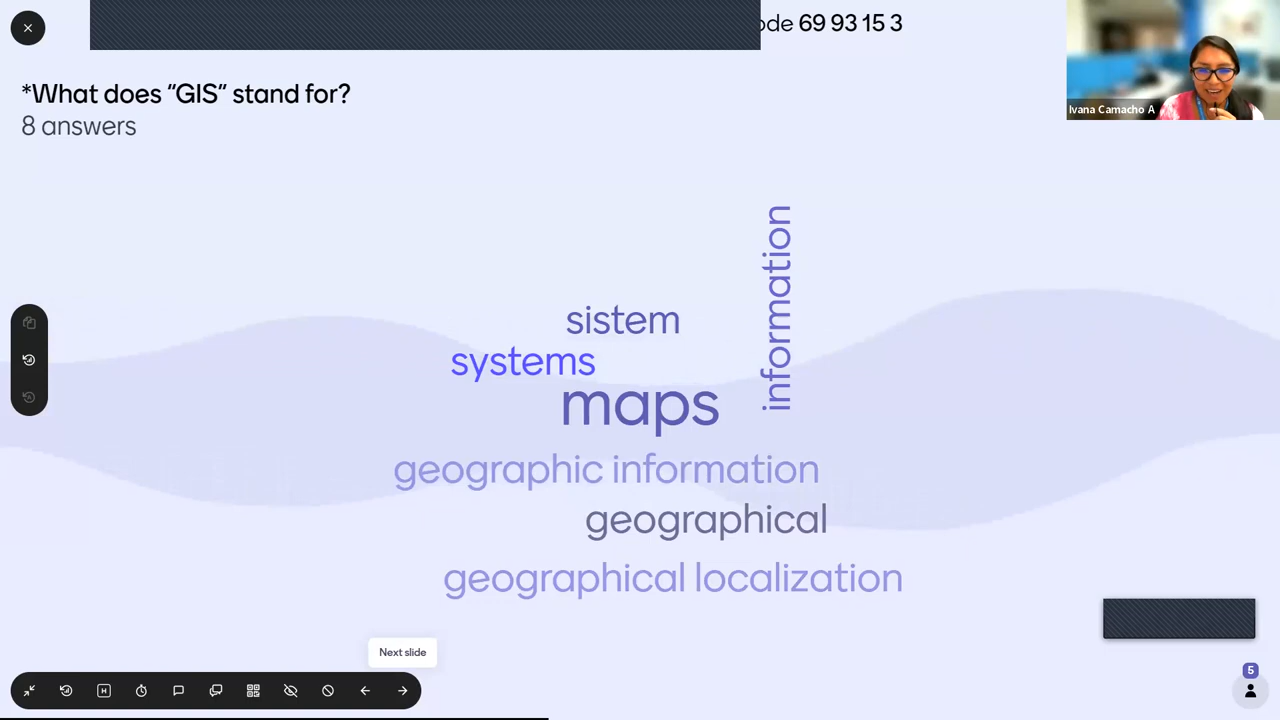 ode 69 93 15 3
*What does "GIS" stand for?
8 answers
Ivana Camacho A
information
sistem
systems
maps
geographic information
geographical
geographical localization
Next slide
5